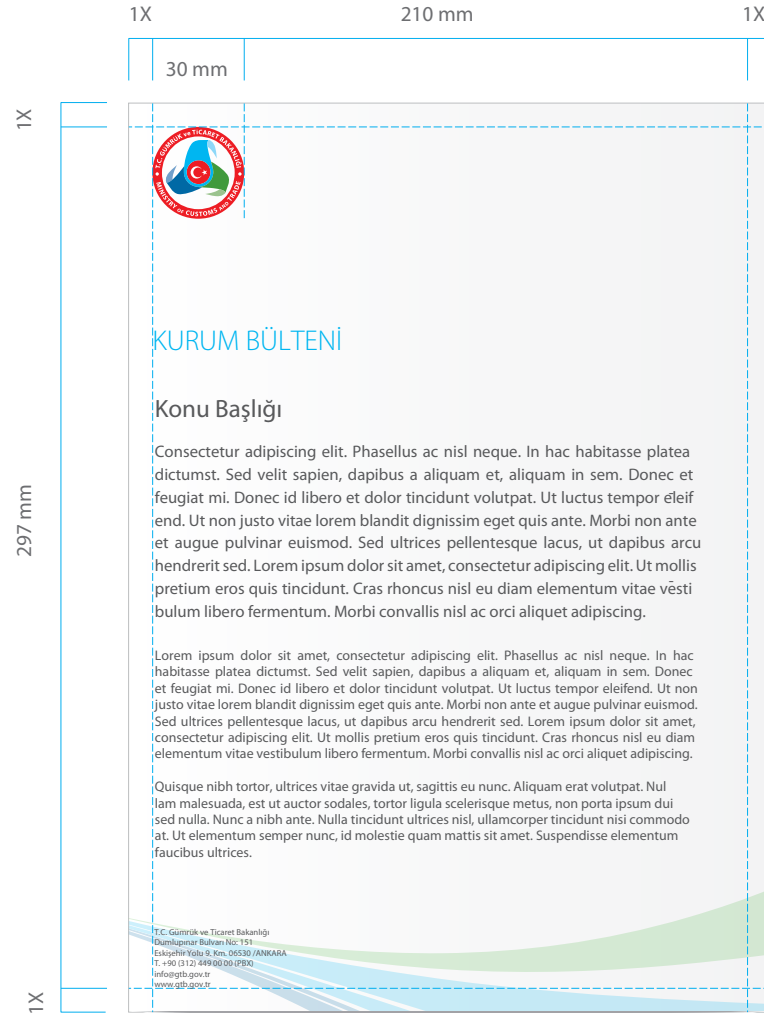 1X 210 mm 1X
30 mm
1X
T.C. GÜMRÜK ve TİCARET BAKANLIĞI
MINISTRY OF CUSTOMS AND TRADE
KURUM BÜLTENİ
Konu Başlığı
Consectetur adipiscing elit. Phasellus ac nisl neque. In hac habitasse platea
dictumst. Sed velit sapien, dapibus a aliquam et, aliquam in sem. Donec et
feugiat mi. Donec id libero et dolor tincidunt volutpat. Ut luctus tempor eleif
end. Ut non justo vitae lorem blandit dignissim eget quis ante. Morbi non ante
et augue pulvinar euismod. Sed ultrices pellentesque lacus, ut dapibus arcu
hendrerit sed. Lorem ipsum dolor sit amet, consectetur adipiscing elit. Ut mollis
pretium eros quis tincidunt. Cras rhoncus nisl eu diam elementum vitae vesti
bulum libero fermentum. Morbi convallis nisl ac orci aliquet adipiscing.
297 mm
Lorem ipsum dolor sit amet, consectetur adipiscing elit. Phasellus ac nisl neque. In hac
habitasse platea dictumst. Sed velit sapien, dapibus a aliquam et, aliquam in sem. Donec
et feugiat mi. Donec id libero et dolor tincidunt volutpat. Ut luctus tempor eleifend. Ut non
justo vitae lorem blandit dignissim eget quis ante. Morbi non ante et augue pulvinar euismod.
Sed ultrices pellentesque lacus, ut dapibus arcu hendrerit sed. Lorem ipsum dolor sit amet,
consectetur adipiscing elit. Ut mollis pretium eros quis tincidunt. Cras rhoncus nisl eu diam
elementum vitae vestibulum libero fermentum. Morbi convallis nisl ac orci aliquet adipiscing.
Quisque nibh tortor, ultrices vitae gravida ut, sagittis eu nunc. Aliquam erat volutpat. Nul
lam malesuada, est ut auctor sodales, tortor ligula scelerisque metus, non porta ipsum dui
sed nulla. Nunc a nibh ante. Nulla tincidunt ultrices nisl, ullamcorper tincidunt nisi commodo
at. Ut elementum semper nunc, id molestie quam mattis sit amet. Suspendisse elementum
faucibus ultrices.
T.C. Gümrük ve Ticaret Bakanlığı
Dumlupınar Bulvarı No: 151
Eskişehir Yolu 9. Km. 06530 /ANKARA
T. +90 (312) 449 00 00 (PBX)
info@gtb.gov.tr
www.gtb.gov.tr
1X